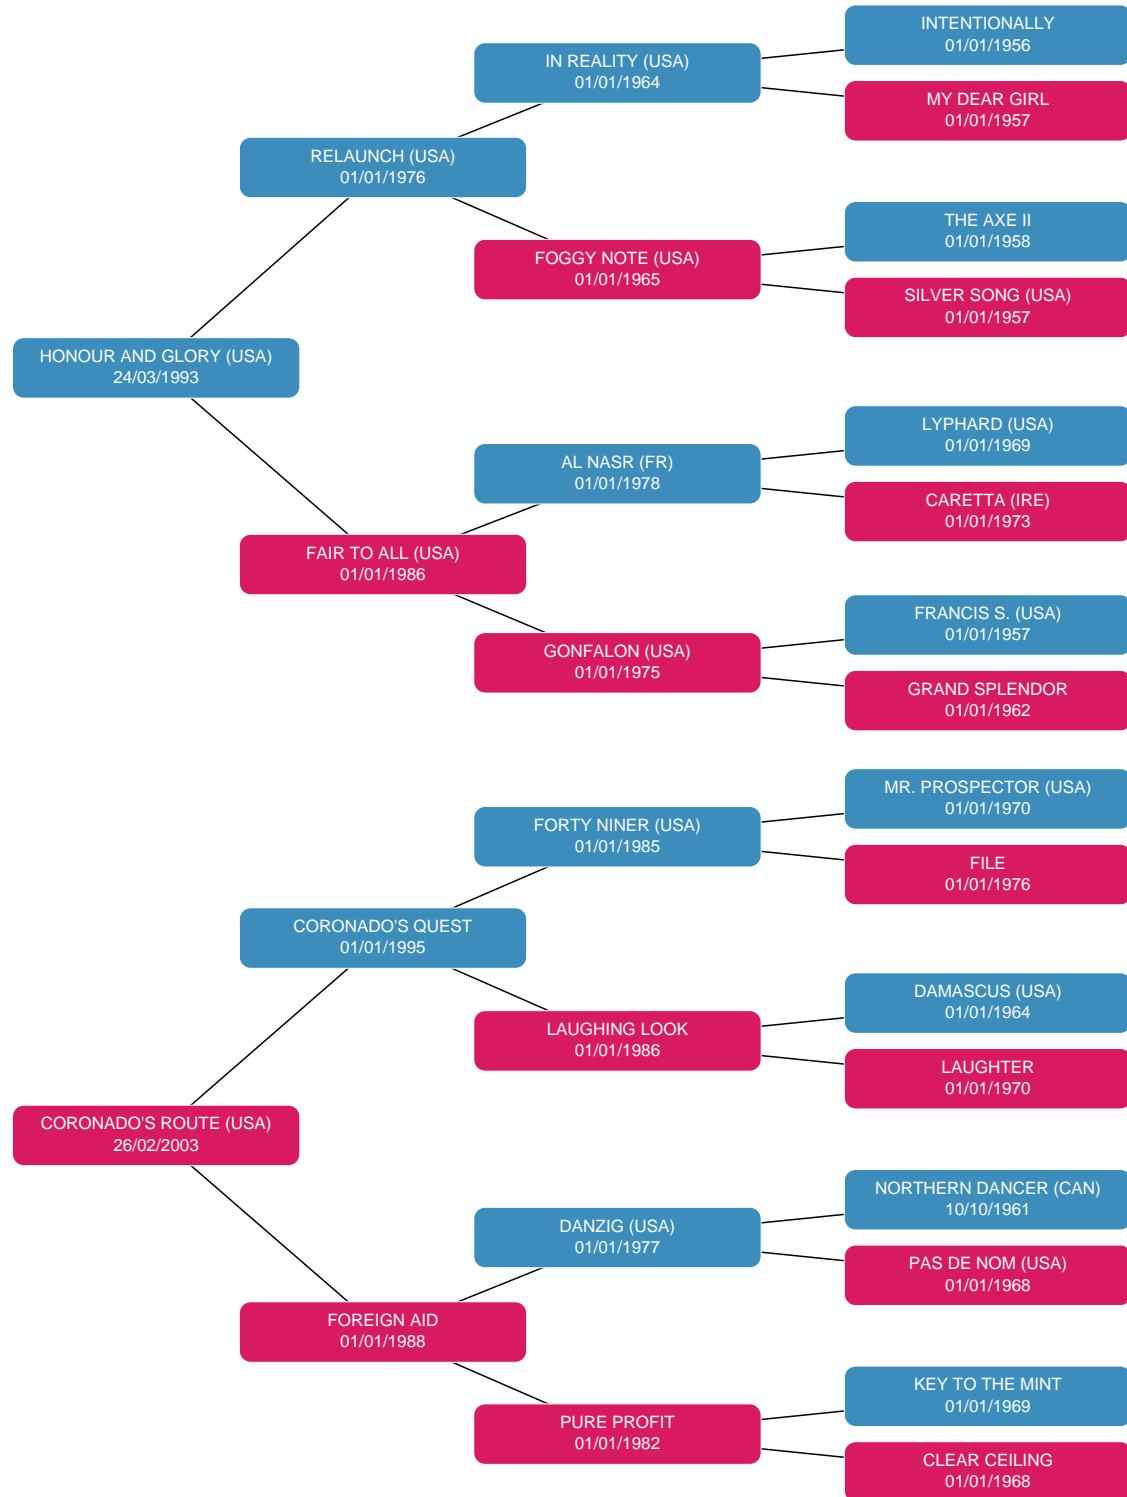 INTENTIONALLY
01/01/1956
IN REALITY (USA)
01/01/1964
MY DEAR GIRL
01/01/1957
RELAUNCH (USA)
01/01/1976
THE AXE II
01/01/1958
FOGGY NOTE (USA)
01/01/1965
SILVER SONG (USA)
01/01/1957
HONOUR AND GLORY (USA)
24/03/1993
LYPHARD (USA)
01/01/1969
AL NASR (FR)
01/01/1978
CARETTA (IRE)
01/01/1973
FAIR TO ALL (USA)
01/01/1986
FRANCIS S. (USA)
01/01/1957
GONFALON (USA)
01/01/1975
GRAND SPLENDOR
01/01/1962
MR. PROSPECTOR (USA)
01/01/1970
FORTY NINER (USA)
01/01/1985
FILE
01/01/1976
CORONADO'S QUEST
01/01/1995
DAMASCUS (USA)
01/01/1964
LAUGHING LOOK
01/01/1986
LAUGHTER
01/01/1970
CORONADO'S ROUTE (USA)
26/02/2003
NORTHERN DANCER (CAN)
10/10/1961
DANZIG (USA)
01/01/1977
PAS DE NOM (USA)
01/01/1968
FOREIGN AID
01/01/1988
KEY TO THE MINT
01/01/1969
PURE PROFIT
01/01/1982
CLEAR CEILING
01/01/1968